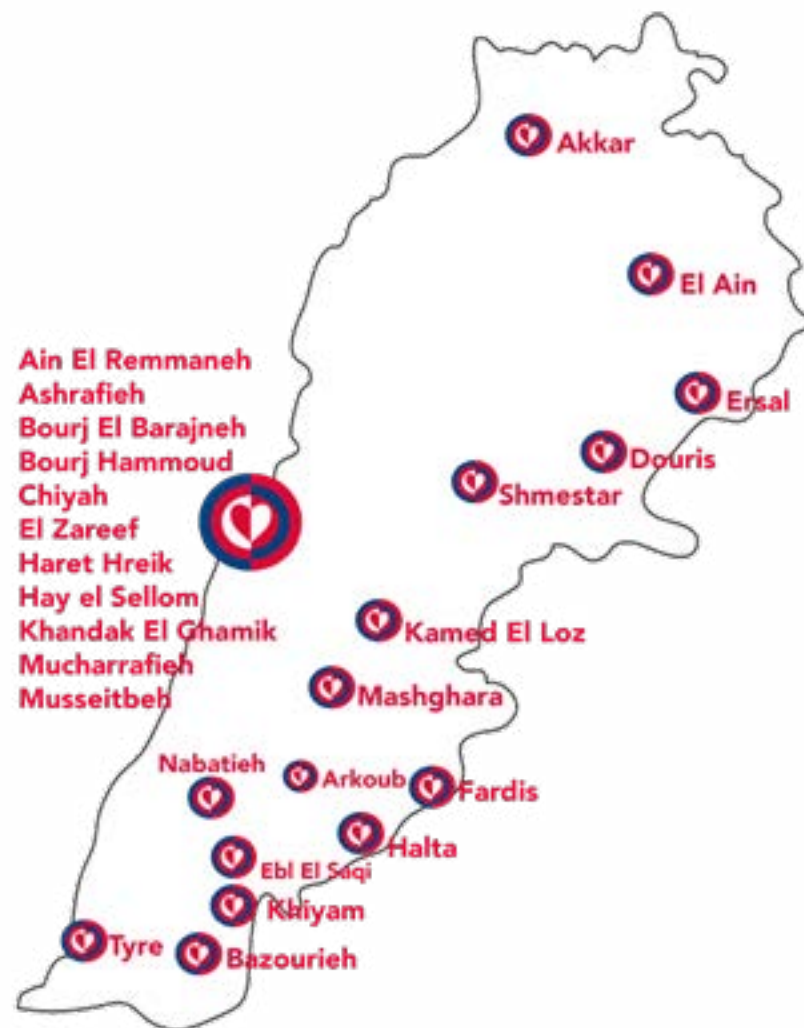 Akkar
El Ain
Ersal
Douris
Shmestar
Ain El Remmaneh
Ashrafieh
Bourj El Barajneh
Bourj Hammoud
Chiyah
El Zareef
Haret Hreik
Hay el Sellom
Khandak El Ghamik
Mucharrafieh
Musseitbeh
Kamed El Loz
Mashghara
Nabatieh
Arkoub
Fardis
Halta
Ebl El Saqi
Khiyam
Tyre
Bazourieh